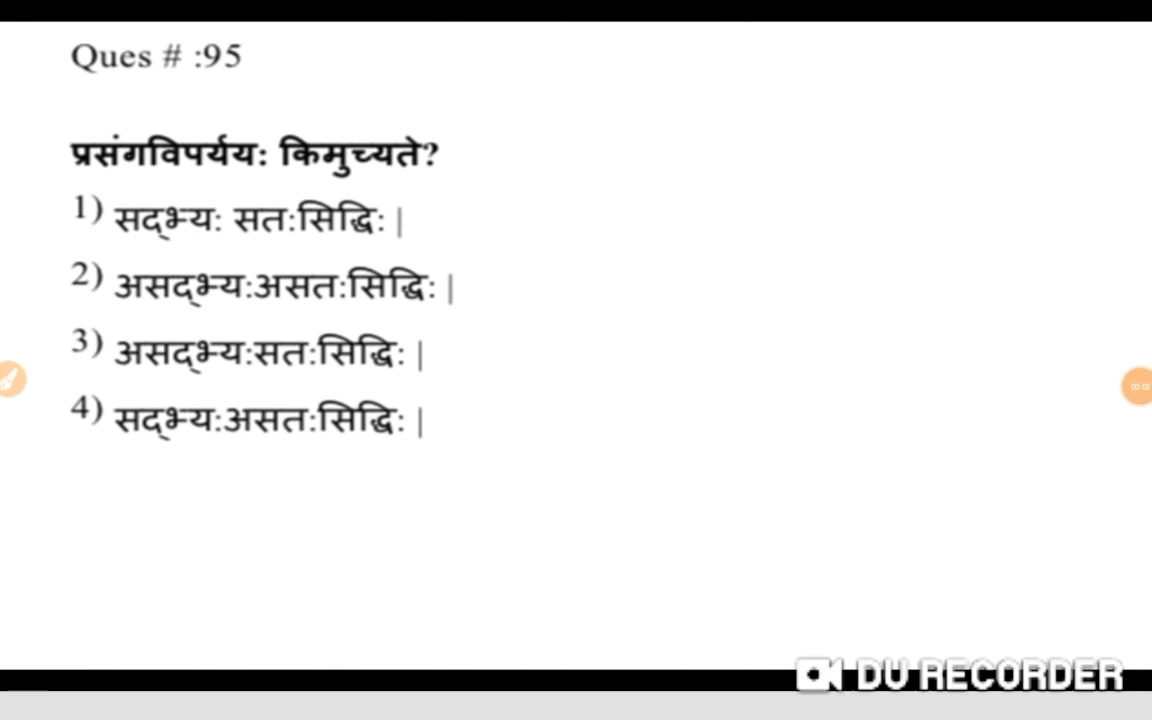 Ques # :95
प्रसंगविपर्यय: किमुच्यते?
1) सद्भ्य: सत:सिद्धि: |
2) असद्भ्य:असत:सिद्धि: |
3) असद्भ्य:सत:सिद्धि: |
4) सद्भ्य:असत:सिद्धि: |
DU RECORDER